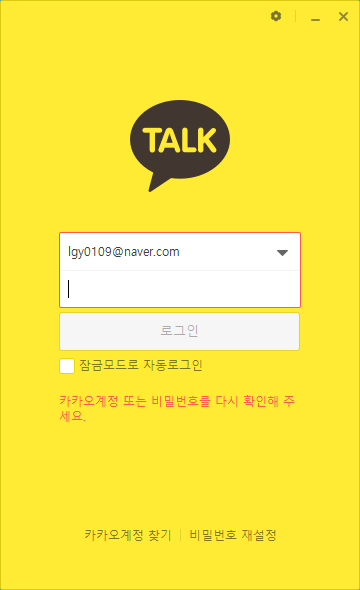 TALK
lgy0109@naver.com
로그인
잠금모드로 자동로그인
카카오계정 또는 비밀번호를 다시 확인해 주
세요.
카카오계정 찾기
비밀번호 재설정